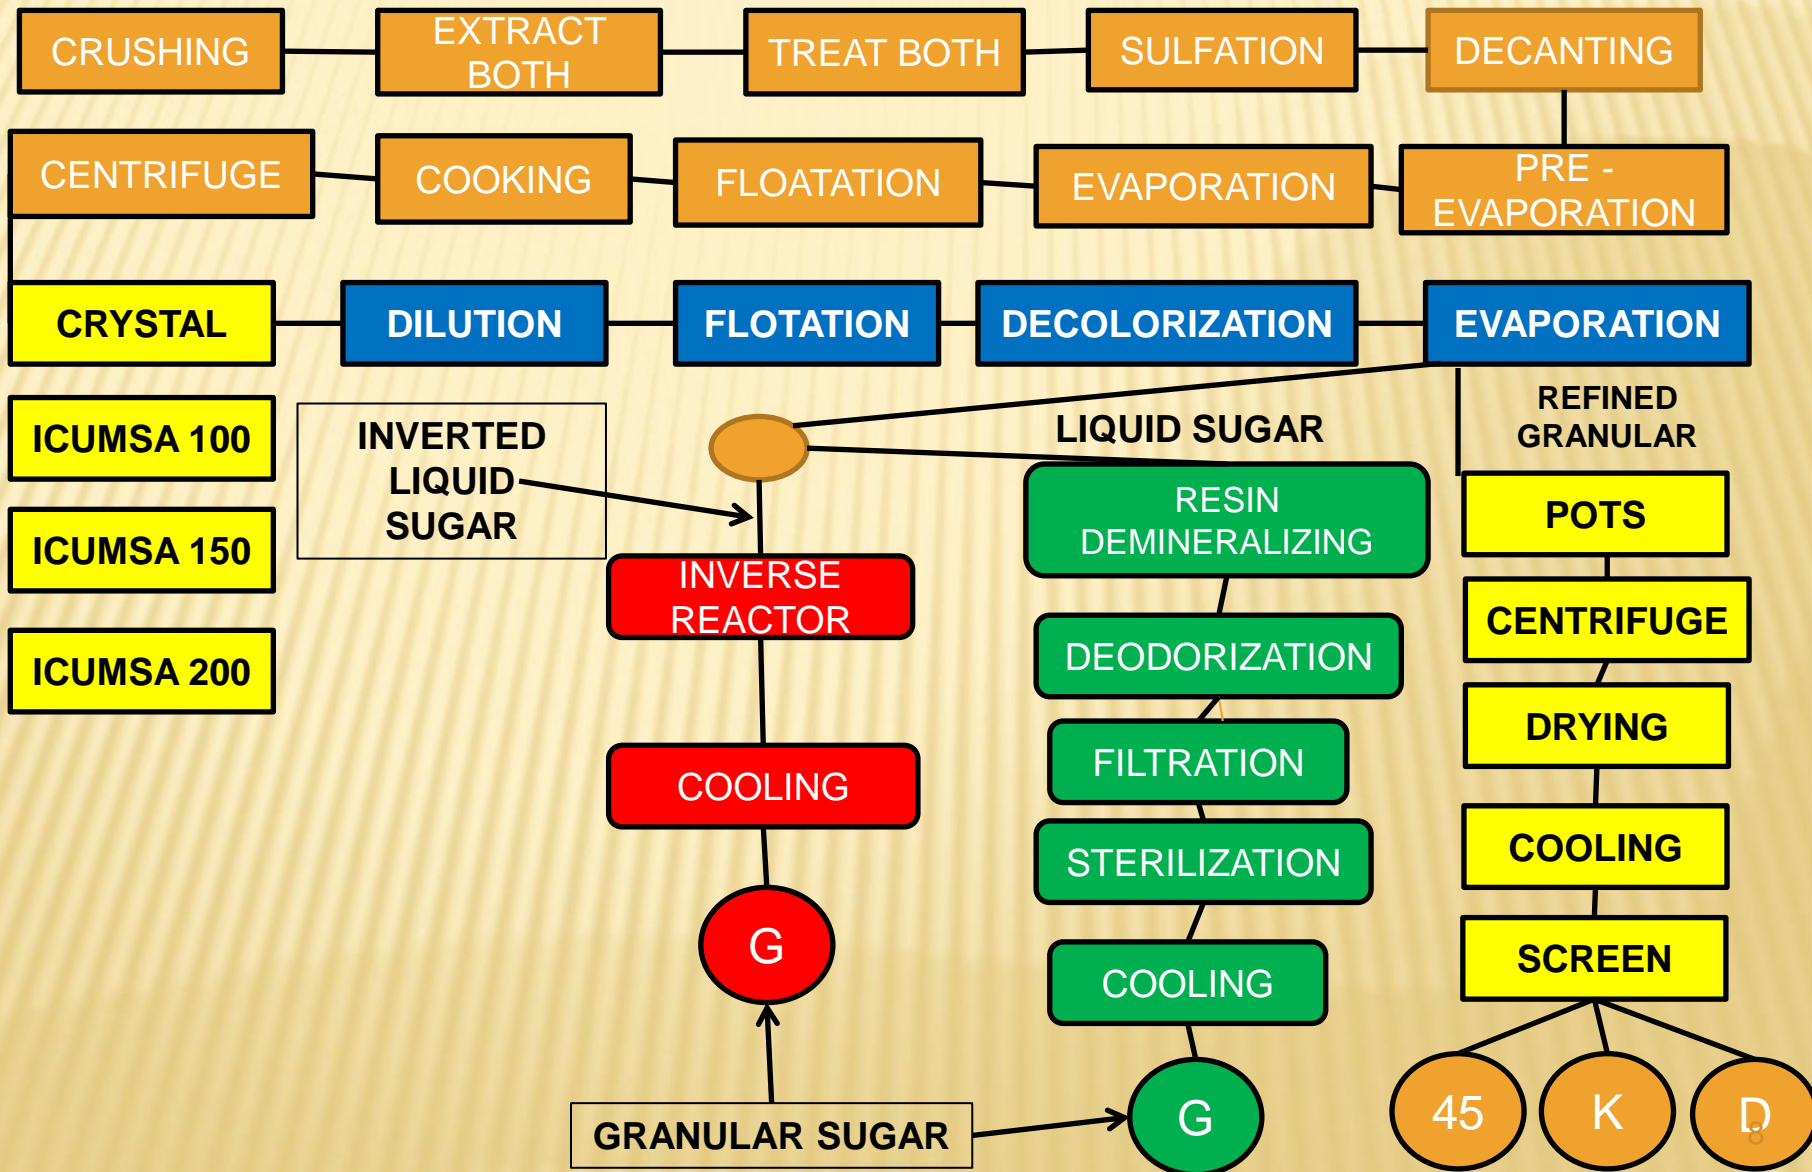 CRUSHING
EXTRACT
BOTH
TREAT BOTH
SULFATION
DECANTING
CENTRIFUGE
COOKING
FLOATATION
EVAPORATION
PRE -
EVAPORATION
CRYSTAL
DILUTION
FLOTATION
DECOLORIZATION
EVAPORATION
ICUMSA 100
ICUMSA 150
ICUMSA 200
INVERTED
LIQUID
SUGAR
INVERSE
REACTOR
COOLING
G
LIQUID SUGAR
RESIN
DEMINERALIZING
DEODORIZATION
FILTRATION
STERILIZATION
COOLING
G
GRANULAR SUGAR
REFINED
GRANULAR
POTS
CENTRIFUGE
DRYING
COOLING
SCREEN
45
K
D
8